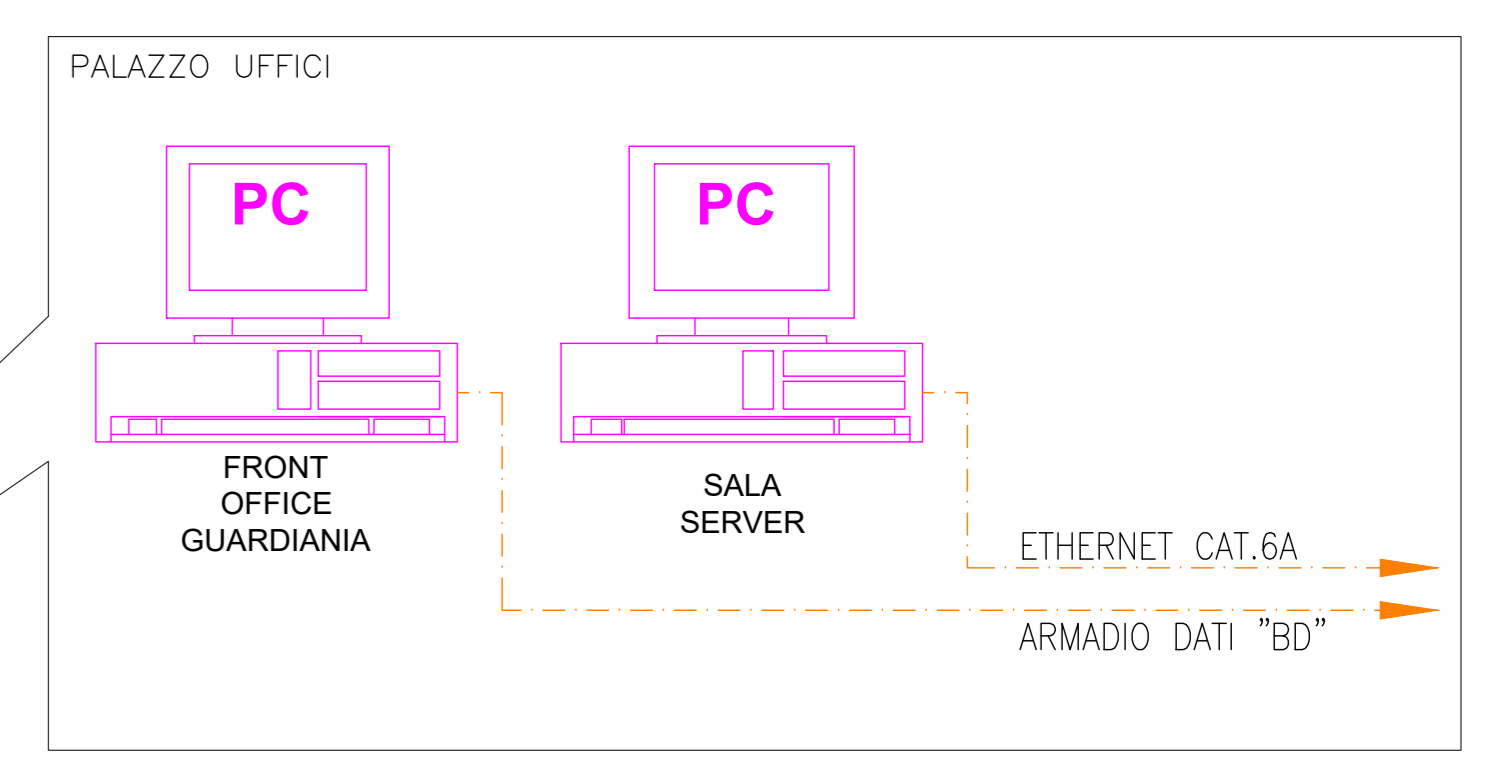 PALAZZO UFFICI
PC
PC
FRONT
OFFICE
GUARDIANIA
SALA
SERVER
ETHERNET CAT.6A
ARMADIO DATI "BD"